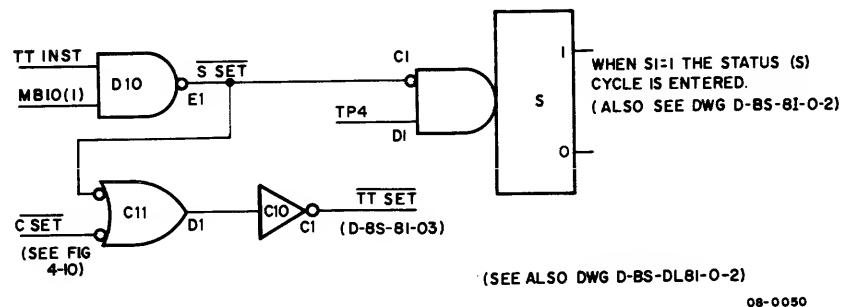 TT INST
MB10(1)
D10
E1
S SET
C1
TP4
D1
S
1
0
WHEN S1=1 THE STATUS (S)
CYCLE IS ENTERED.
(ALSO SEE DWG D-BS-8I-0-2)
C SET
(SEE FIG
4-10)
C11
D1
C10
C1
TT SET
(D-8S-81-03)
(SEE ALSO DWG D-BS-DL81-0-2)
08-0050